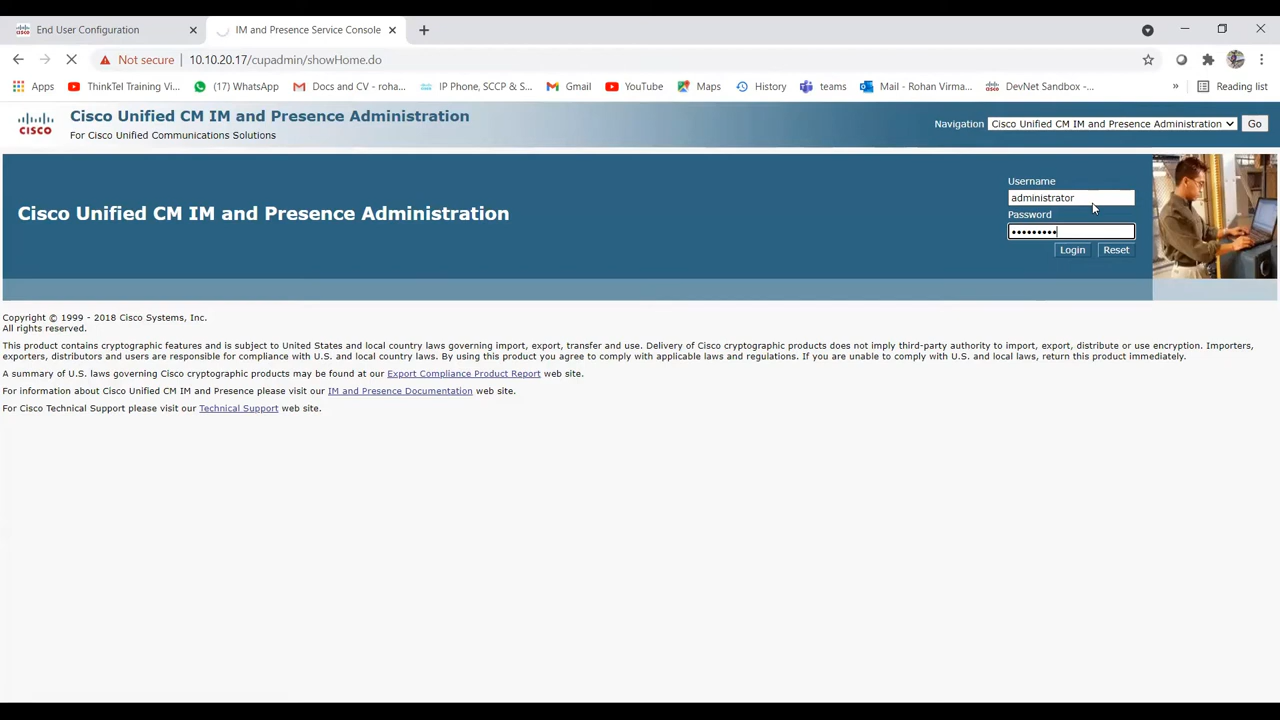 End User Configuration
IM and Presence Service Console
Not secure
10.10.20.17/cupadmin/showHome.do
Apps
ThinkTel Training Vi...
(17) WhatsApp
Docs and CV - roha...
IP Phone, SCCP & S...
Gmail
YouTube
Maps
History
teams
Mail - Rohan Virma...
DevNet Sandbox -...
»
Reading list
CISCO
Cisco Unified CM IM and Presence Administration
For Cisco Unified Communications Solutions
Navigation
Cisco Unified CM IM and Presence Administration
Go
Cisco Unified CM IM and Presence Administration
Username
administrator
Password
•••••••••
Login
Reset
Copyright © 1999 - 2018 Cisco Systems, Inc.
All rights reserved.
This product contains cryptographic features and is subject to United States and local country laws governing import, export, transfer and use. Delivery of Cisco cryptographic products does not imply third-party authority to import, export, distribute or use encryption. Importers,
exporters, distributors and users are responsible for compliance with U.S. and local country laws. By using this product you agree to comply with applicable laws and regulations. If you are unable to comply with U.S. and local laws, return this product immediately.
A summary of U.S. laws governing Cisco cryptographic products may be found at our Export Compliance Product Report web site.
For information about Cisco Unified CM IM and Presence please visit our IM and Presence Documentation web site.
For Cisco Technical Support please visit our Technical Support web site.